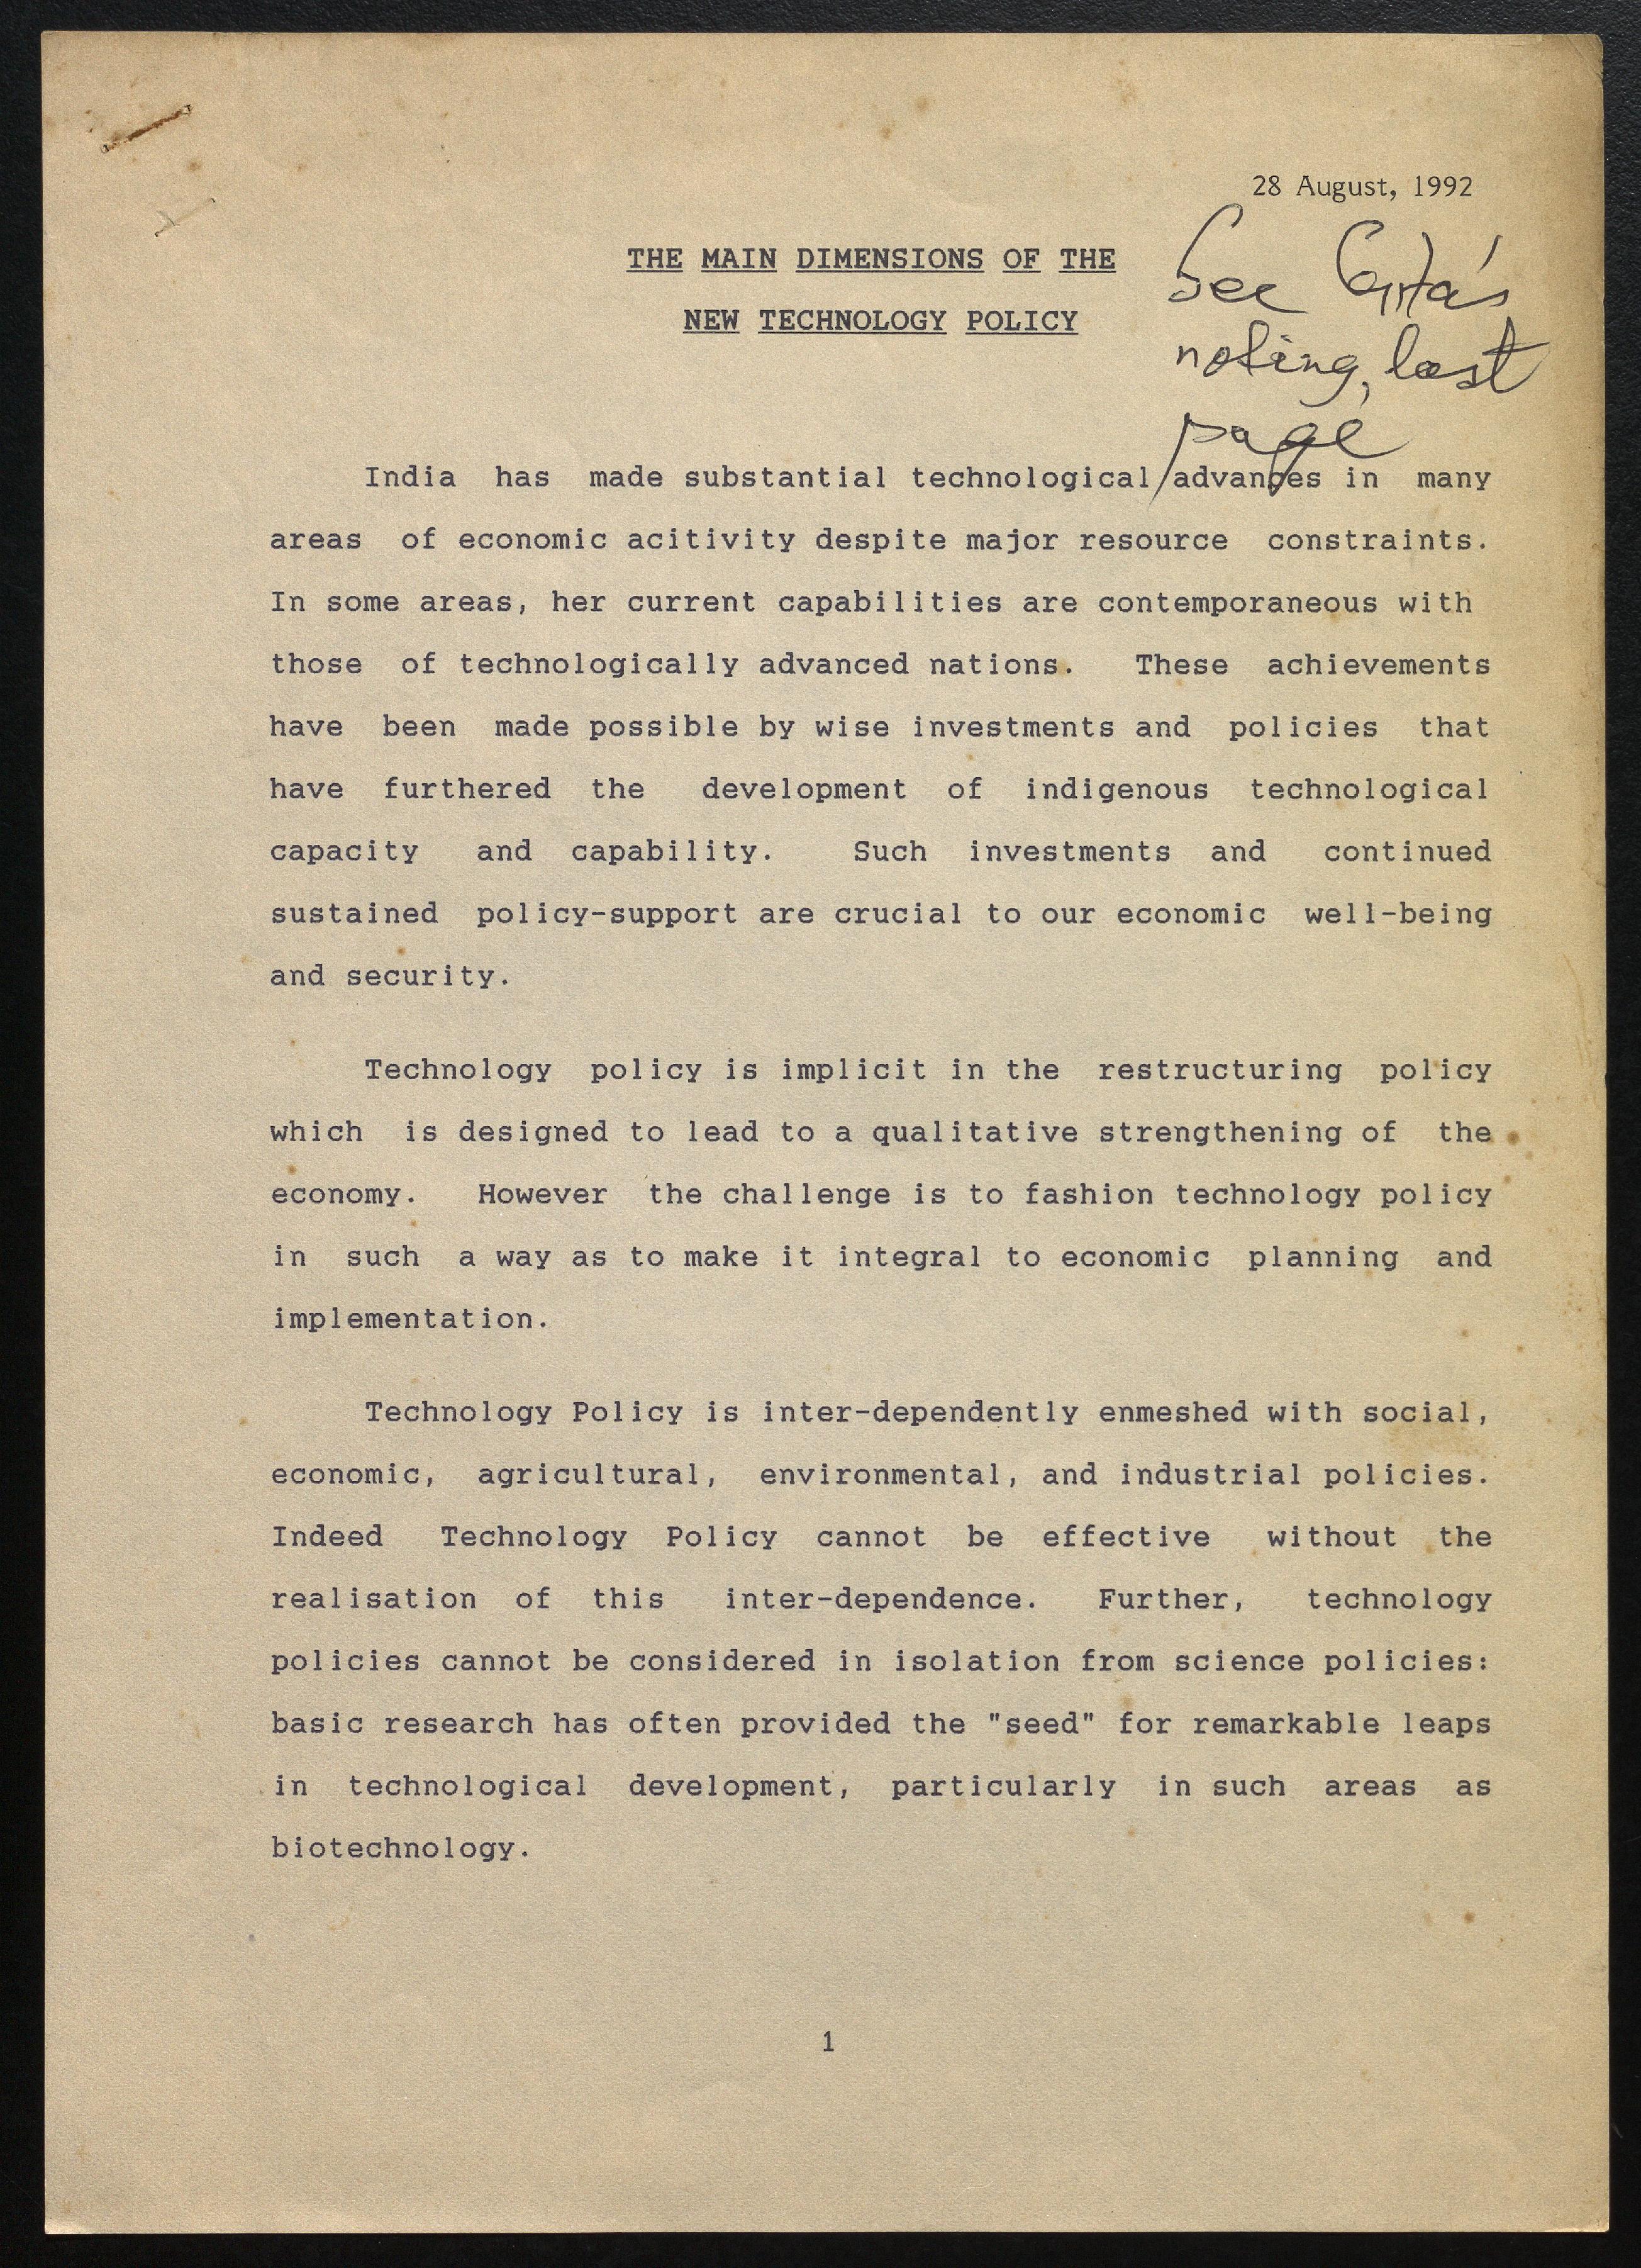 28 August, 1992
THE MAIN DIMENSIONS OF THE
NEW TECHNOLOGY POLICY
See
noting, last
page
India has made substantial technological advances in many
areas of economic acitivity despite major resource constraints.
In some areas, her current capabilities are contemporaneous with
those of technologically advanced nations. These achievements
have been made possible by wise investments and policies that
have furthered the development of indigenous technological
capacity and capability. Such investments and continued
sustained policy-support are crucial to our economic well-being
and security.
Technology policy is implicit in the restructuring policy
which is designed to lead to a qualitative strengthening of the
economy. However the challenge is to fashion technology policy
in such a way as to make it integral to economic planning and
implementation.
Technology Policy is inter-dependently enmeshed with social,
economic, agricultural, environmental, and industrial policies.
Indeed Technology Policy cannot be effective without the
realisation of this inter-dependence. Further, technology
policies cannot be considered in isolation from science policies:
basic research has often provided the "seed" for remarkable leaps
in technological development, particularly in such areas as
biotechnology.
1